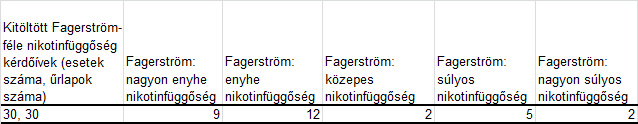 Kitöltött Fagerström-
féle nikotinfüggőség
kérdőívek (esetek
száma, űrlapok
száma)
Fagerström:
nagyon enyhe
nikotinfüggőség
Fagerström:
enyhe
nikotinfüggőség
Fagerström:
közepes
nikotinfüggőség
Fagerström:
súlyos
nikotinfüggőség
Fagerström:
nagyon súlyos
nikotinfüggőség
30, 30 9 12 2 5 2